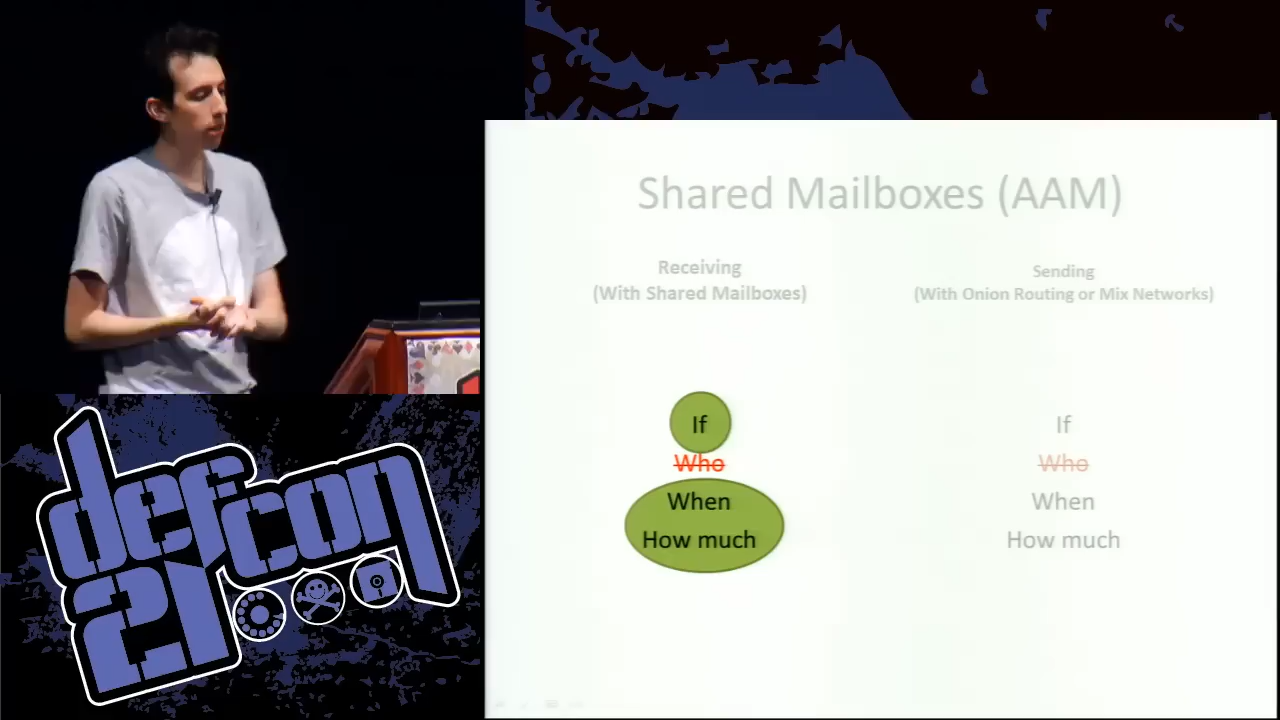 Shared Mailboxes (AAM)
Receiving
(With Shared Mailboxes)
If
Who
When
How much
Sending
(With Onion Routing or Mix Networks)
If
Who
When
How much
defcon
21